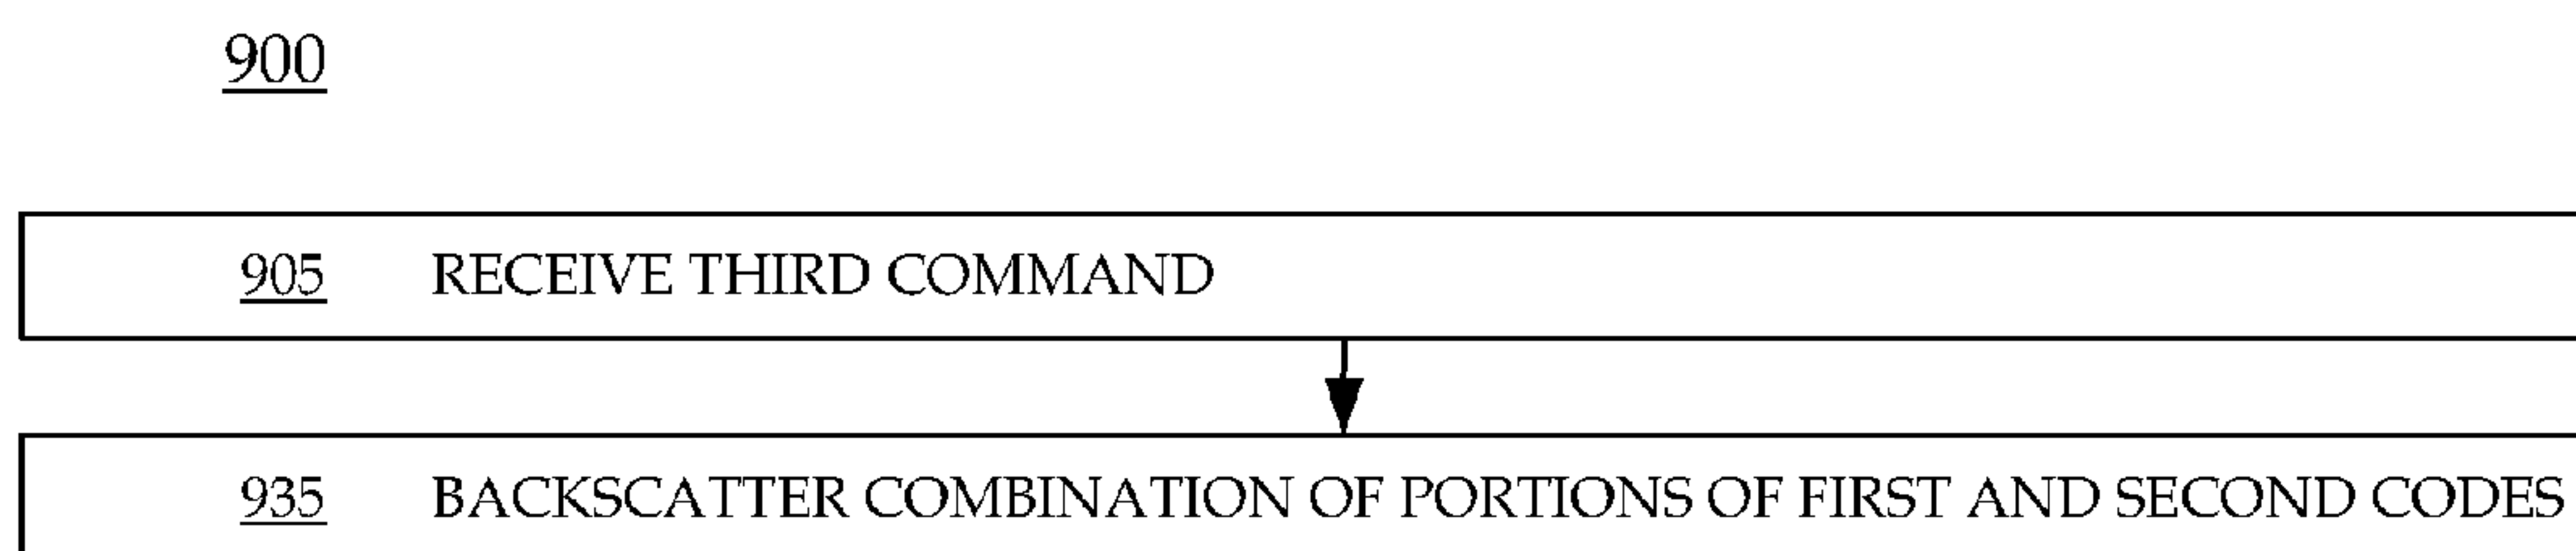 900
905 RECEIVE THIRD COMMAND
935 BACKSCATTER COMBINATION OF PORTIONS OF FIRST AND SECOND CODES